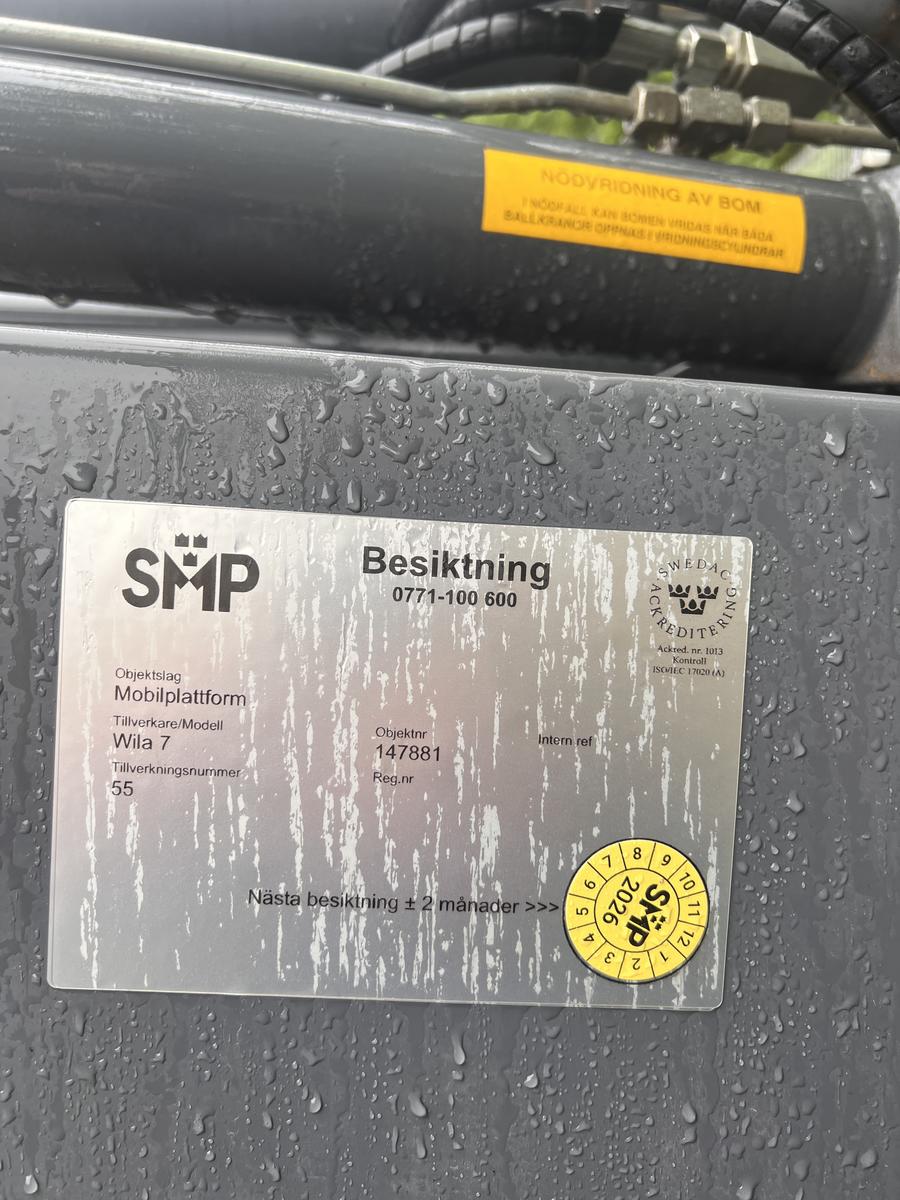 NÖDVRIDNING AV BOM
I NÖDFALL KAN BOMEN VRIDAS NÄR BÅDA
BALLKRANOR ÖPPNAS I VRIDNINGSCYLINDRAR
SMP
Besiktning
0771-100 600
SWEDAC
ACKREDITERING
Ackred. nr. 1013
Kontroll
ISO/IEC 17020 (A)
Objektslag
Mobilplattform
Tillverkare/Modell
Wila 7
Tillverkningsnummer
55
Objektnr
147881
Reg.nr
Intern ref
Nästa besiktning ± 2 månader >>>
1 2 3 4 5 6 7 8 9 10 11 12
SMP
2026